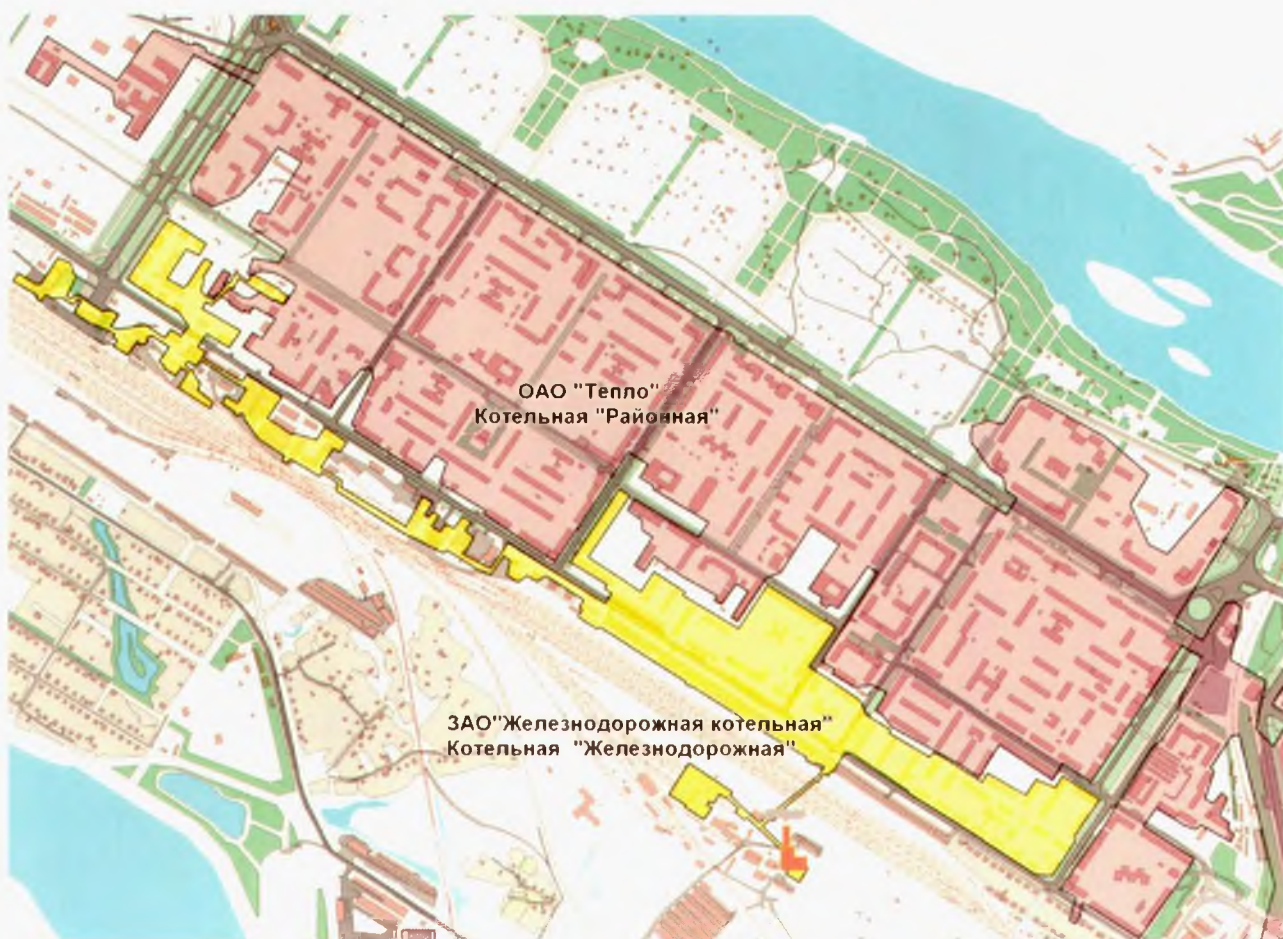 ОАО "Тепло"
Котельная "Районная"
ЗАО"Железнодорожная котельная"
Котельная "Железнодорожная"